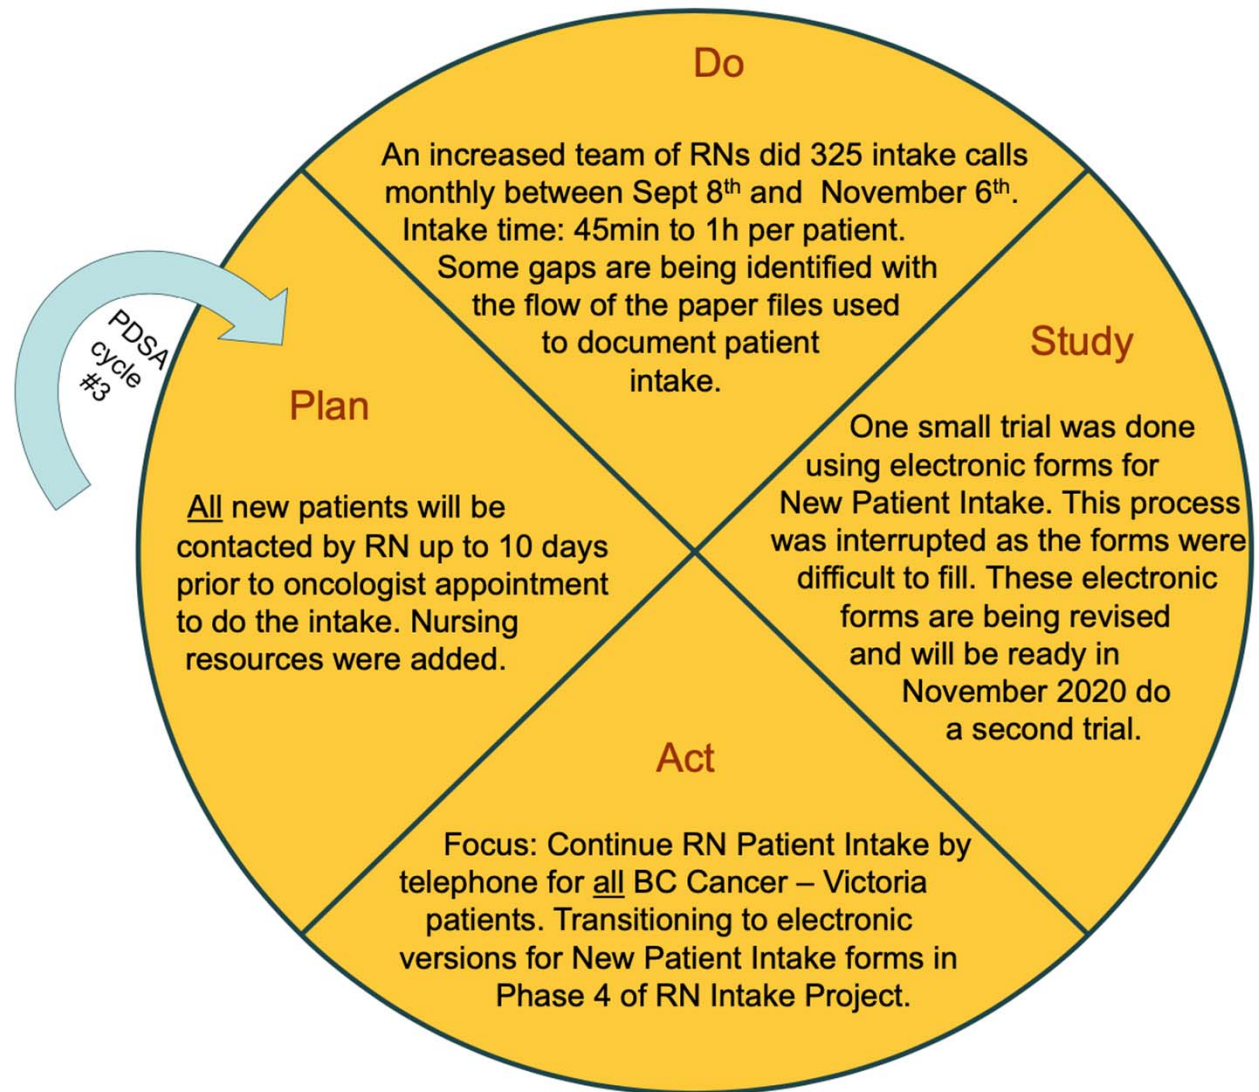 Do
An increased team of RNs did 325 intake calls
monthly between Sept 8th and November 6th.
Intake time: 45min to 1h per patient.
Some gaps are being identified with
the flow of the paper files used
to document patient
intake.
Study
One small trial was done
using electronic forms for
New Patient Intake. This process
was interrupted as the forms were
difficult to fill. These electronic
forms are being revised
and will be ready in
November 2020 do
a second trial.
Act
Focus: Continue RN Patient Intake by
telephone for all BC Cancer – Victoria
patients. Transitioning to electronic
versions for New Patient Intake forms in
Phase 4 of RN Intake Project.
PDSA
cycle
#3
Plan
All new patients will be
contacted by RN up to 10 days
prior to oncologist appointment
to do the intake. Nursing
resources were added.